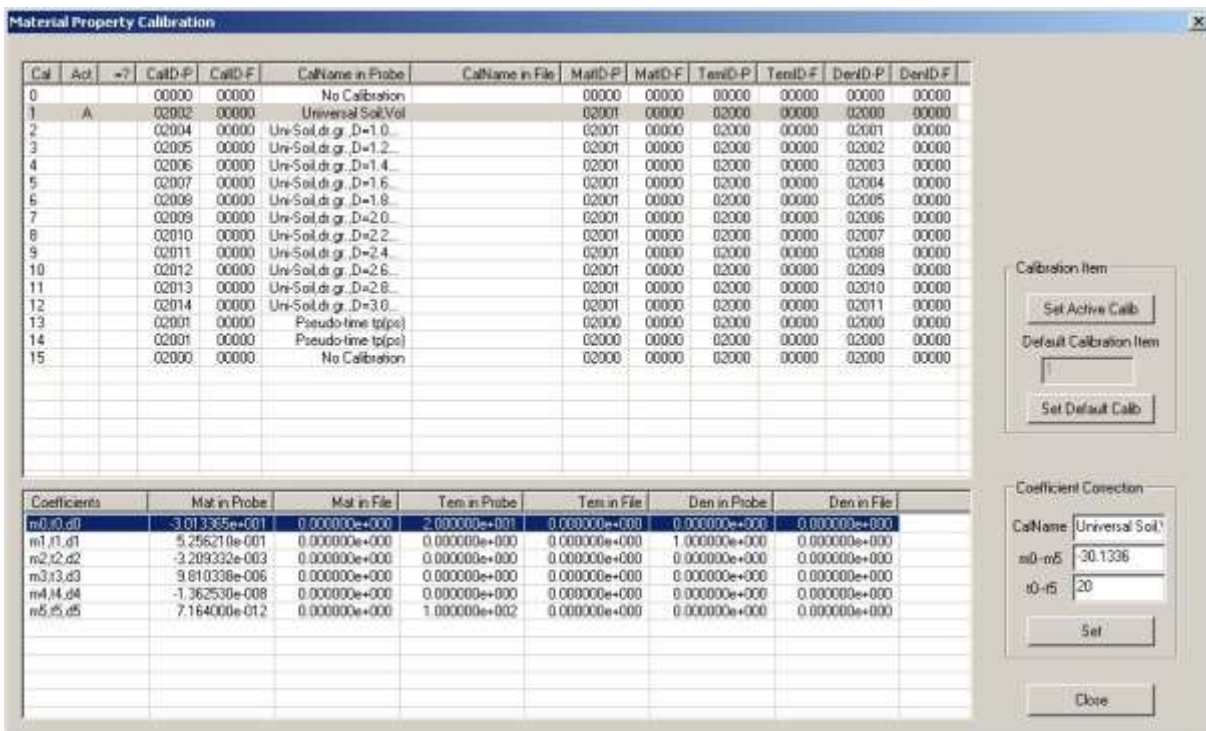 Material Property Calibration
Cal Act =? CalID-P CalID-F CalName in Probe CalName in File MatID-P MatID-F TemID-P TemID-F DenID-P DenID-F
0 00000 00000 No Calibration 00000 00000 00000 00000 00000 00000
1 A 02002 00000 Universal Soil,Vol 02001 00000 02000 00000 02000 00000
2 02004 00000 Uni-Soil,dr.gr.,D=1.0... 02001 00000 02000 00000 02001 00000
3 02005 00000 Uni-Soil,dr.gr.,D=1.2... 02001 00000 02000 00000 02002 00000
4 02006 00000 Uni-Soil,dr.gr.,D=1.4... 02001 00000 02000 00000 02003 00000
5 02007 00000 Uni-Soil,dr.gr.,D=1.6... 02001 00000 02000 00000 02004 00000
6 02008 00000 Uni-Soil,dr.gr.,D=1.8... 02001 00000 02000 00000 02005 00000
7 02009 00000 Uni-Soil,dr.gr.,D=2.0... 02001 00000 02000 00000 02006 00000
8 02010 00000 Uni-Soil,dr.gr.,D=2.2... 02001 00000 02000 00000 02007 00000
9 02011 00000 Uni-Soil,dr.gr.,D=2.4... 02001 00000 02000 00000 02008 00000
10 02012 00000 Uni-Soil,dr.gr.,D=2.6... 02001 00000 02000 00000 02009 00000
11 02013 00000 Uni-Soil,dr.gr.,D=2.8... 02001 00000 02000 00000 02010 00000
12 02014 00000 Uni-Soil,dr.gr.,D=3.0... 02001 00000 02000 00000 02011 00000
13 02001 00000 Pseudo-time tp(ps) 02000 00000 02000 00000 02000 00000
14 02001 00000 Pseudo-time tp(ps) 02000 00000 02000 00000 02000 00000
15 02000 00000 No Calibration 02000 00000 02000 00000 02000 00000
Calibration Item
Set Active Calib
Default Calibration Item
1
Set Default Calib
Coefficients Mat in Probe Mat in File Tem in Probe Tem in File Den in Probe Den in File
m0,t0,d0 -3.013365e+001 0.000000e+000 2.000000e+001 0.000000e+000 0.000000e+000 0.000000e+000
m1,t1,d1 5.256210e-001 0.000000e+000 0.000000e+000 0.000000e+000 1.000000e+000 0.000000e+000
m2,t2,d2 -3.209332e-003 0.000000e+000 0.000000e+000 0.000000e+000 0.000000e+000 0.000000e+000
m3,t3,d3 9.810338e-006 0.000000e+000 0.000000e+000 0.000000e+000 0.000000e+000 0.000000e+000
m4,t4,d4 -1.362530e-008 0.000000e+000 0.000000e+000 0.000000e+000 0.000000e+000 0.000000e+000
m5,t5,d5 7.164000e-012 0.000000e+000 1.000000e+002 0.000000e+000 0.000000e+000 0.000000e+000
Coefficient Correction
CalName Universal Soil,
m0-m5 -30.1336
t0-t5 20
Set
Close